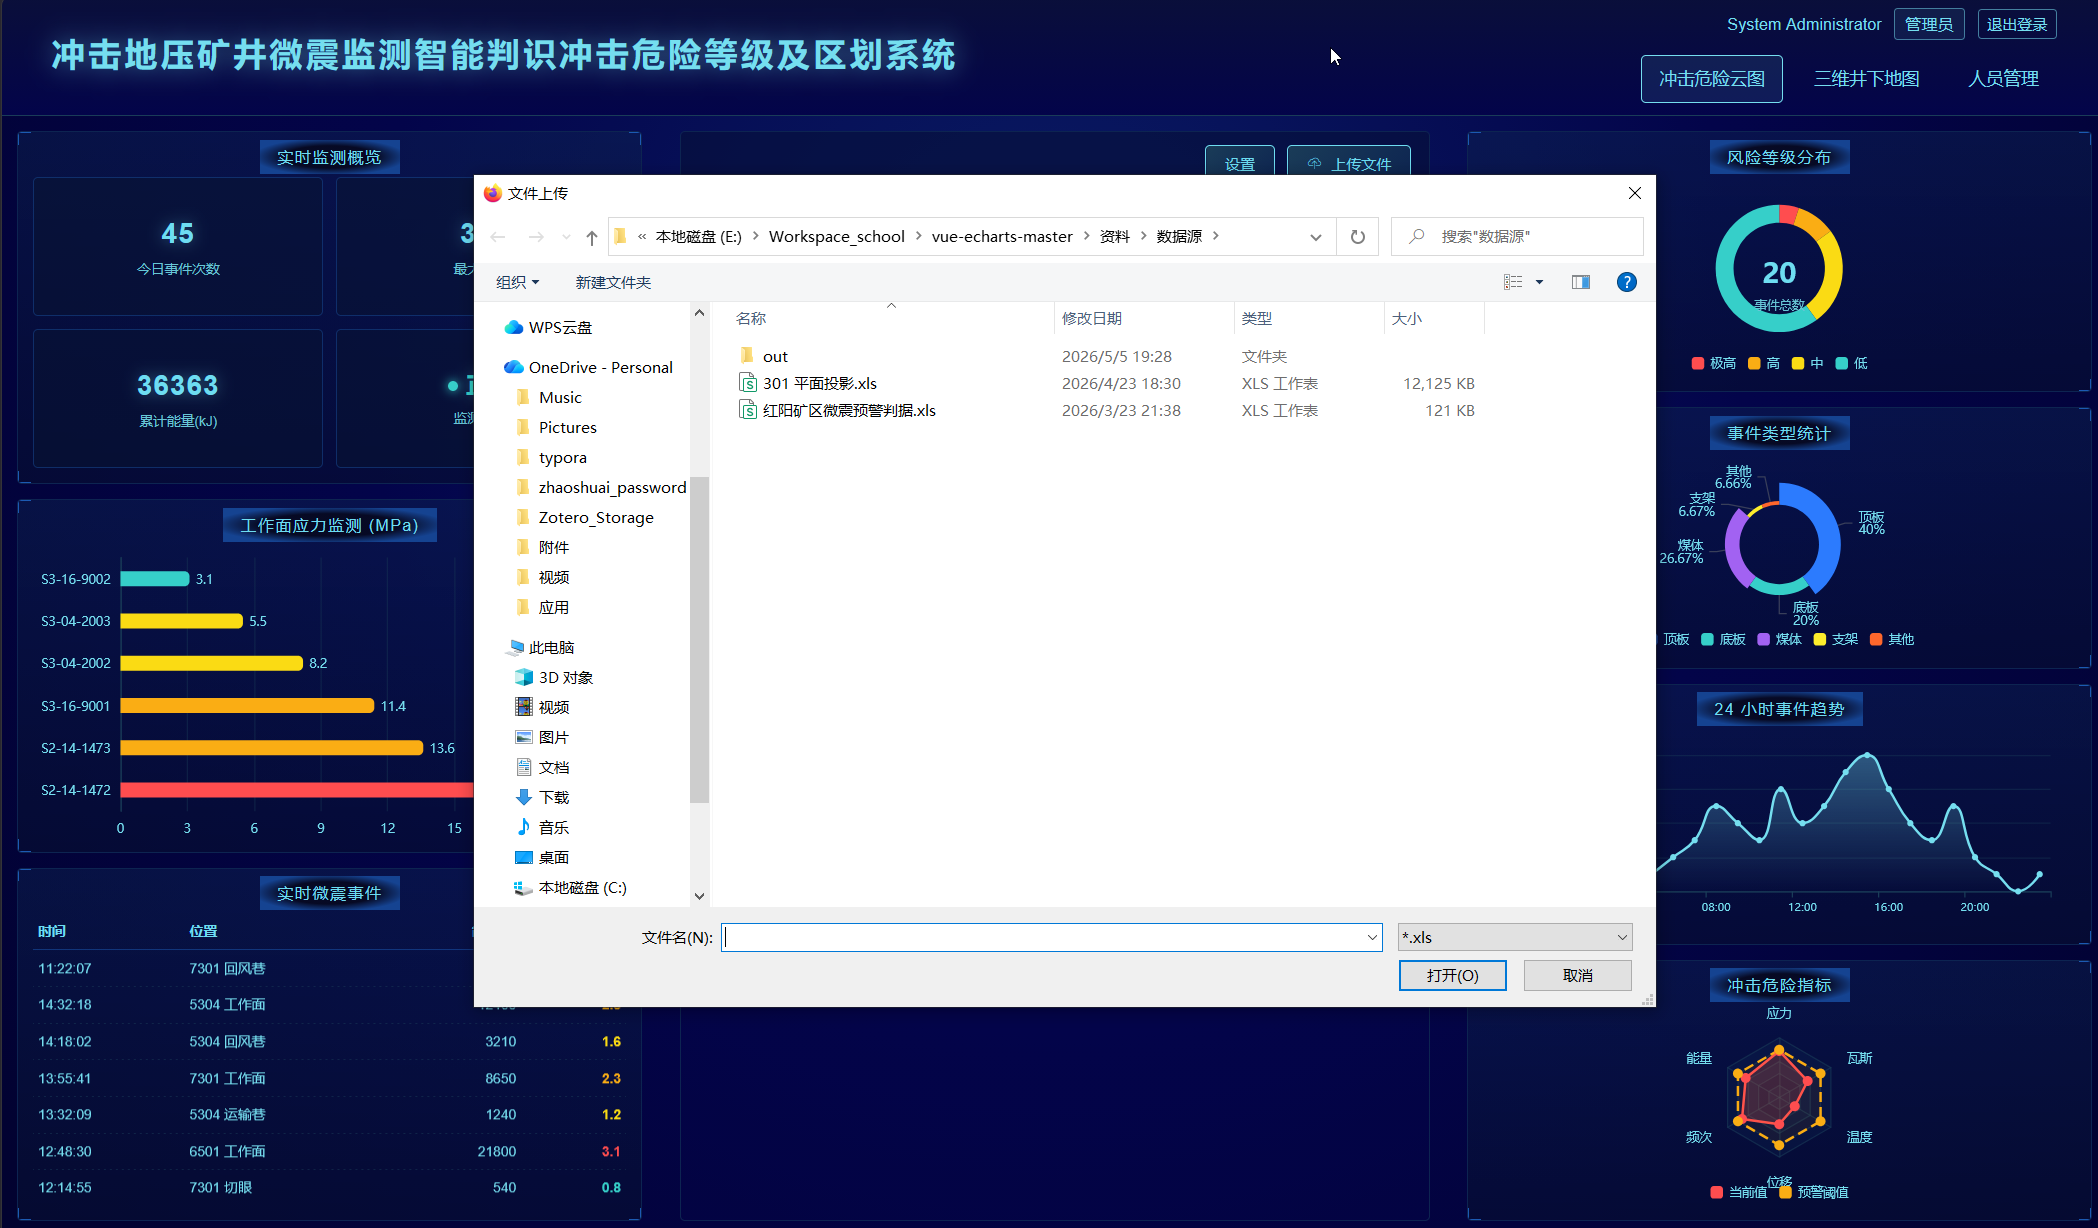 冲击地压矿井微震监测智能判识冲击危险等级及区划系统
System Administrator 管理员 退出登录
冲击危险云图 三维井下地图 人员管理
实时监测概览
45
今日事件次数
3
36363
累计能量(kJ)
工作面应力监测 (MPa)
S3-16-9002 3.1
S3-04-2003 5.5
S3-04-2002 8.2
S3-16-9001 11.4
S2-14-1473 13.6
S2-14-1472
0 3 6 9 12 15
实时微震事件
时间 位置
11:22:07 7301 回风巷
14:32:18 5304 工作面
14:18:02 5304 回风巷 3210 1.6
13:55:41 7301 工作面 8650 2.3
13:32:09 5304 运输巷 1240 1.2
12:48:30 6501 工作面 21800 3.1
12:14:55 7301 切眼 540 0.8
设置 上传文件
文件上传
« 本地磁盘 (E:) › Workspace_school › vue-echarts-master › 资料 › 数据源 ›
搜索"数据源"
组织 新建文件夹
WPS云盘
OneDrive - Personal
Music
Pictures
typora
zhaoshuai_password
Zotero_Storage
附件
视频
应用
此电脑
3D 对象
视频
图片
文档
下载
音乐
桌面
本地磁盘 (C:)
名称 修改日期 类型 大小
out 2026/5/5 19:28 文件夹
301 平面投影.xls 2026/4/23 18:30 XLS 工作表 12,125 KB
红阳矿区微震预警判据.xls 2026/3/23 21:38 XLS 工作表 121 KB
文件名(N): *.xls
打开(O) 取消
风险等级分布
20
事件总数
极高 高 中 低
事件类型统计
其他
6.66%
支架
6.67%
煤体
26.67%
顶板
40%
底板
20%
顶板 底板 煤体 支架 其他
24 小时事件趋势
08:00 12:00 16:00 20:00
冲击危险指标
应力
能量 瓦斯
频次 温度
位移
当前值 预警阈值